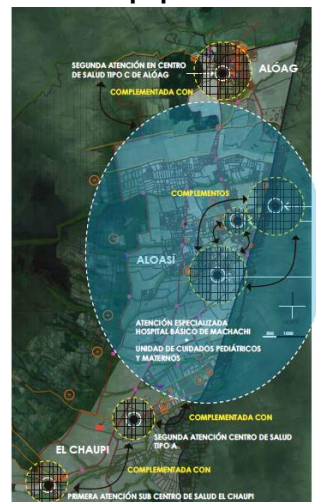 ALÓAG
SEGUNDA ATENCIÓN EN CENTRO
DE SALUD TIPO C DE ALÓAG
COMPLEMENTADA CON
COMPLEMENTOS
ALOASÍ
ATENCIÓN ESPECIALIZADA
HOSPITAL BÁSICO DE MACHACHI
UNIDAD DE CUIDADOS PEDIÁTRICOS
Y MATERNOS
COMPLEMENTADA CON
SEGUNDA ATENCIÓN CENTRO DE SALUD
TIPO A
EL CHAUPI
COMPLEMENTADA CON
PRIMERA ATENCIÓN SUB CENTRO DE SALUD EL CHAUPI